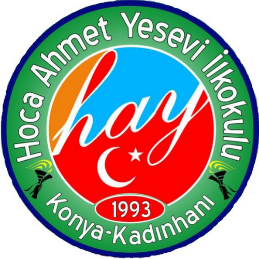 Hoca Ahmet Yesevi İlkokulu
hay
1993
Konya-Kadınhanı